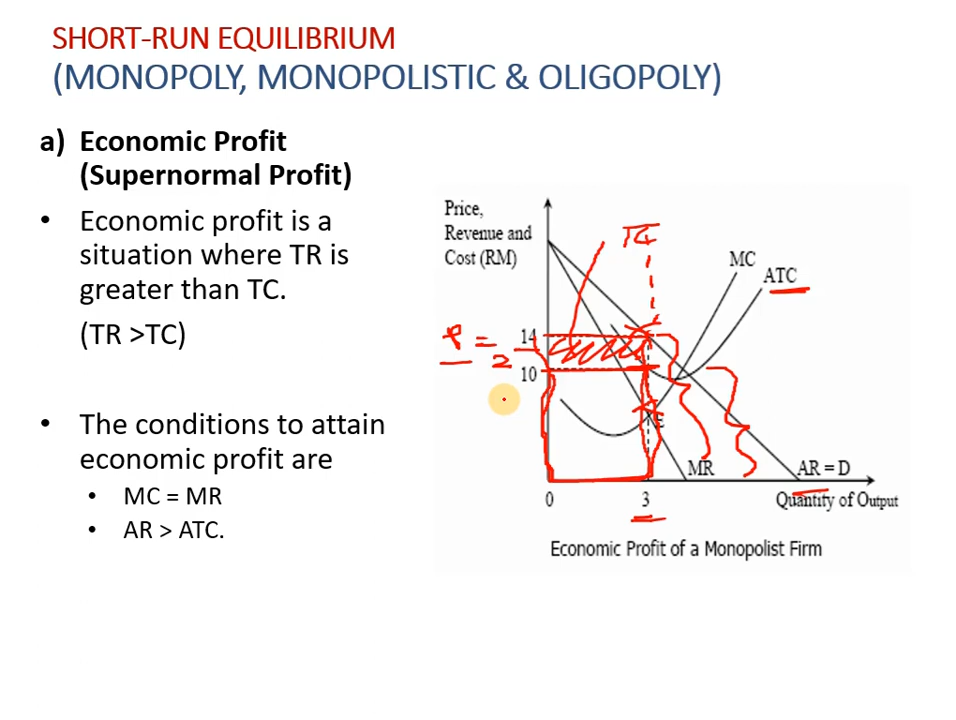 SHORT-RUN EQUILIBRIUM
(MONOPOLY, MONOPOLISTIC & OLIGOPOLY)
a) Economic Profit
(Supernormal Profit)
• Economic profit is a
situation where TR is
greater than TC.
(TR >TC)
• The conditions to attain
economic profit are
• MC = MR
• AR > ATC.
Price,
Revenue and
Cost (RM)
MC
ATC
14
10
E
MR
AR = D
0
3
Quantity of Output
Economic Profit of a Monopolist Firm